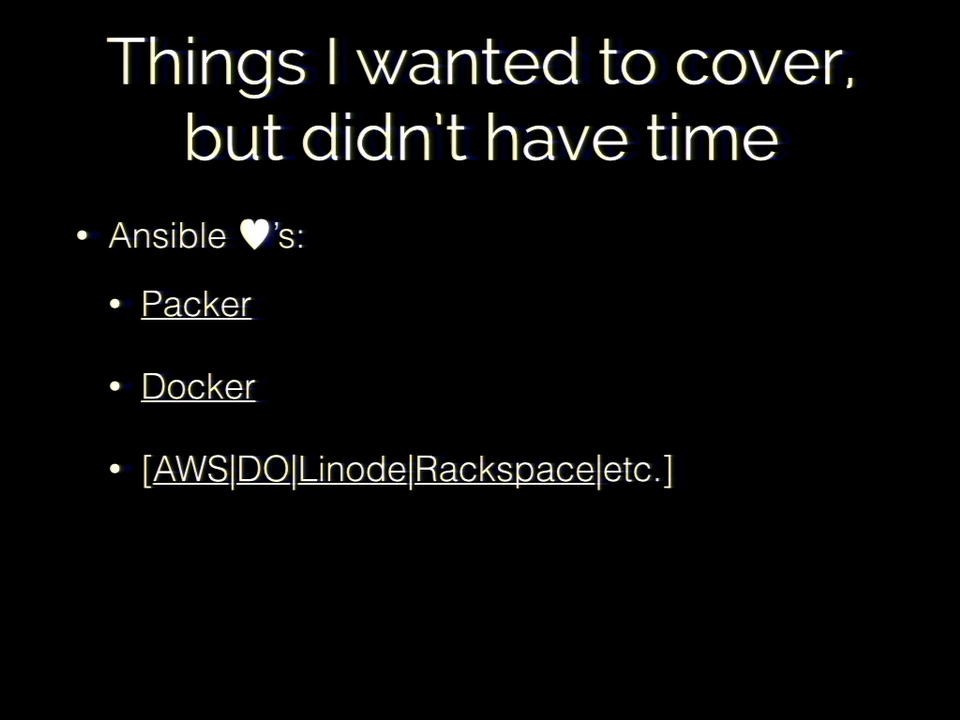 Things I wanted to cover,
but didn't have time
• Ansible ♥'s:
• Packer
• Docker
• [AWS|DO|Linode|Rackspace|etc.]